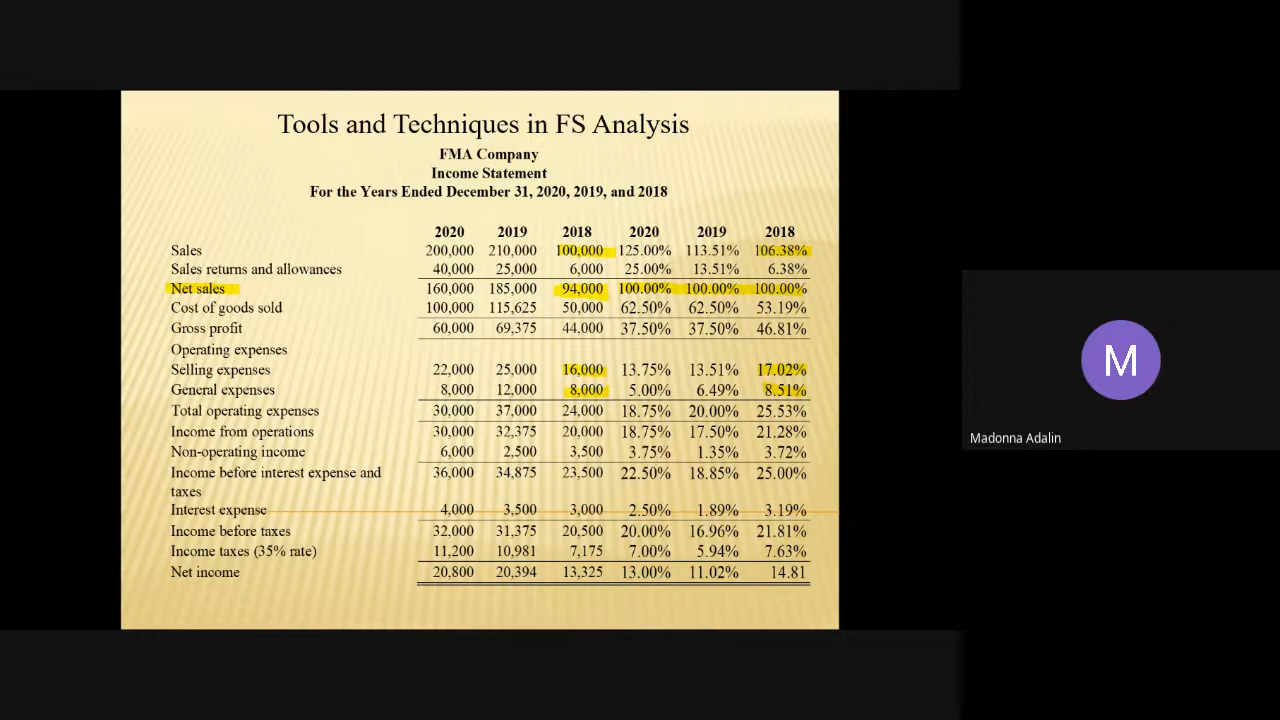 Tools and Techniques in FS Analysis
FMA Company
Income Statement
For the Years Ended December 31, 2020, 2019, and 2018
2020 2019 2018 2020 2019 2018
Sales 200,000 210,000 100,000 125.00% 113.51% 106.38%
Sales returns and allowances 40,000 25,000 6,000 25.00% 13.51% 6.38%
Net sales 160,000 185,000 94,000 100.00% 100.00% 100.00%
Cost of goods sold 100,000 115,625 50,000 62.50% 62.50% 53.19%
Gross profit 60,000 69,375 44,000 37.50% 37.50% 46.81%
Operating expenses
Selling expenses 22,000 25,000 16,000 13.75% 13.51% 17.02%
General expenses 8,000 12,000 8,000 5.00% 6.49% 8.51%
Total operating expenses 30,000 37,000 24,000 18.75% 20.00% 25.53%
Income from operations 30,000 32,375 20,000 18.75% 17.50% 21.28%
Non-operating income 6,000 2,500 3,500 3.75% 1.35% 3.72%
Income before interest expense and 36,000 34,875 23,500 22.50% 18.85% 25.00%
taxes
Interest expense 4,000 3,500 3,000 2.50% 1.89% 3.19%
Income before taxes 32,000 31,375 20,500 20.00% 16.96% 21.81%
Income taxes (35% rate) 11,200 10,981 7,175 7.00% 5.94% 7.63%
Net income 20,800 20,394 13,325 13.00% 11.02% 14.81
M
Madonna Adalin